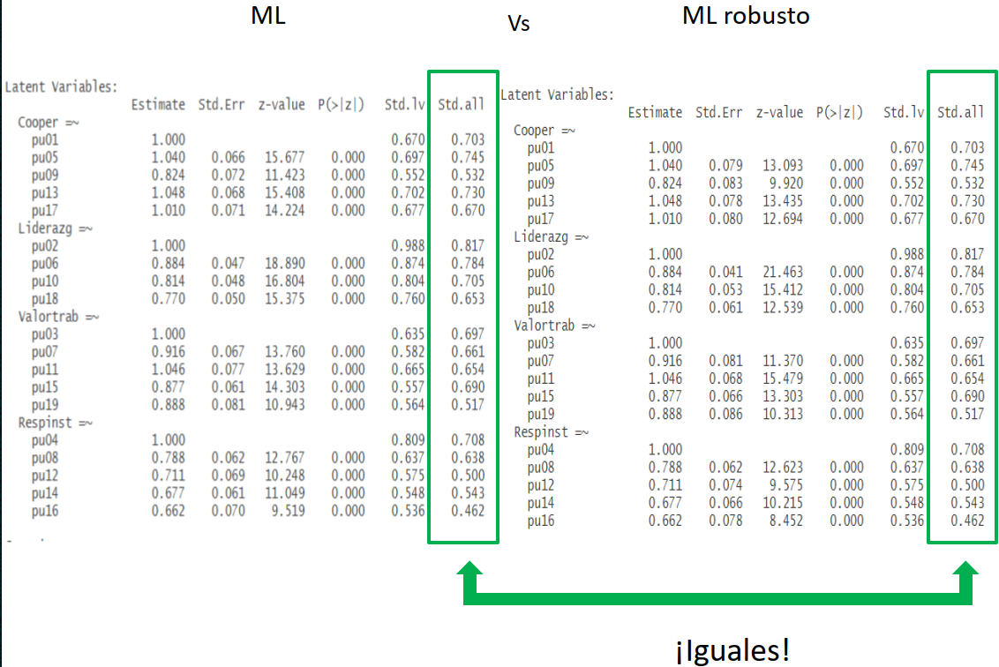 ML
Vs
ML robusto
Latent Variables:
Estimate Std.Err z-value P(>|z|) Std.lv Std.all
Cooper =~
pu01 1.000 0.670 0.703
pu05 1.040 0.066 15.677 0.000 0.697 0.745
pu09 0.824 0.072 11.423 0.000 0.552 0.532
pu13 1.048 0.068 15.408 0.000 0.702 0.730
pu17 1.010 0.071 14.224 0.000 0.677 0.670
Liderazg =~
pu02 1.000 0.988 0.817
pu06 0.884 0.047 18.890 0.000 0.874 0.784
pu10 0.814 0.048 16.804 0.000 0.804 0.705
pu18 0.770 0.050 15.375 0.000 0.760 0.653
Valortrab =~
pu03 1.000 0.635 0.697
pu07 0.916 0.067 13.760 0.000 0.582 0.661
pu11 1.046 0.077 13.629 0.000 0.665 0.654
pu15 0.877 0.061 14.303 0.000 0.557 0.690
pu19 0.888 0.081 10.943 0.000 0.564 0.517
Respinst =~
pu04 1.000 0.809 0.708
pu08 0.788 0.062 12.767 0.000 0.637 0.638
pu12 0.711 0.069 10.248 0.000 0.575 0.500
pu14 0.677 0.061 11.049 0.000 0.548 0.543
pu16 0.662 0.070 9.519 0.000 0.536 0.462
Latent Variables:
Estimate Std.Err z-value P(>|z|) Std.lv Std.all
Cooper =~
pu01 1.000 0.670 0.703
pu05 1.040 0.079 13.093 0.000 0.697 0.745
pu09 0.824 0.083 9.920 0.000 0.552 0.532
pu13 1.048 0.078 13.435 0.000 0.702 0.730
pu17 1.010 0.080 12.694 0.000 0.677 0.670
Liderazg =~
pu02 1.000 0.988 0.817
pu06 0.884 0.041 21.463 0.000 0.874 0.784
pu10 0.814 0.053 15.412 0.000 0.804 0.705
pu18 0.770 0.061 12.539 0.000 0.760 0.653
Valortrab =~
pu03 1.000 0.635 0.697
pu07 0.916 0.081 11.370 0.000 0.582 0.661
pu11 1.046 0.068 15.479 0.000 0.665 0.654
pu15 0.877 0.066 13.303 0.000 0.557 0.690
pu19 0.888 0.086 10.313 0.000 0.564 0.517
Respinst =~
pu04 1.000 0.809 0.708
pu08 0.788 0.062 12.623 0.000 0.637 0.638
pu12 0.711 0.074 9.575 0.000 0.575 0.500
pu14 0.677 0.066 10.215 0.000 0.548 0.543
pu16 0.662 0.078 8.452 0.000 0.536 0.462
¡Iguales!